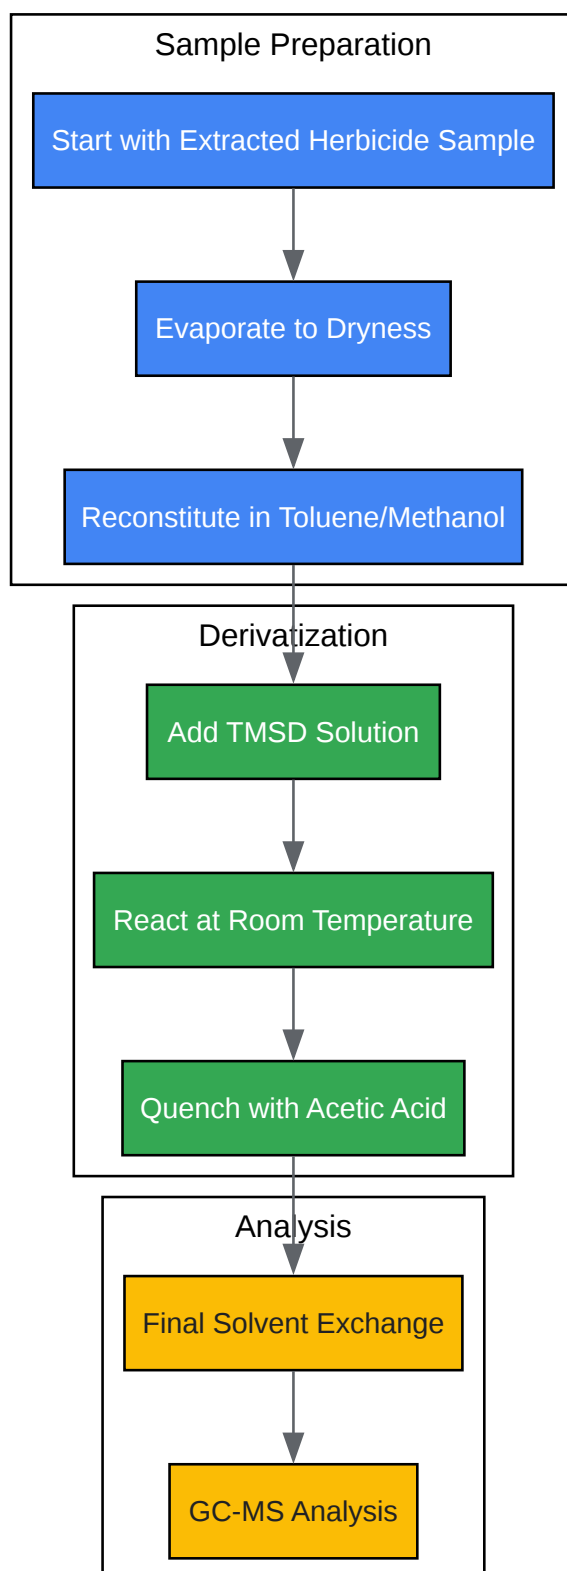 Sample Preparation
Start with Extracted Herbicide Sample
Evaporate to Dryness
Reconstitute in Toluene/Methanol
Derivatization
Add TMSD Solution
React at Room Temperature
Quench with Acetic Acid
Analysis
Final Solvent Exchange
GC-MS Analysis